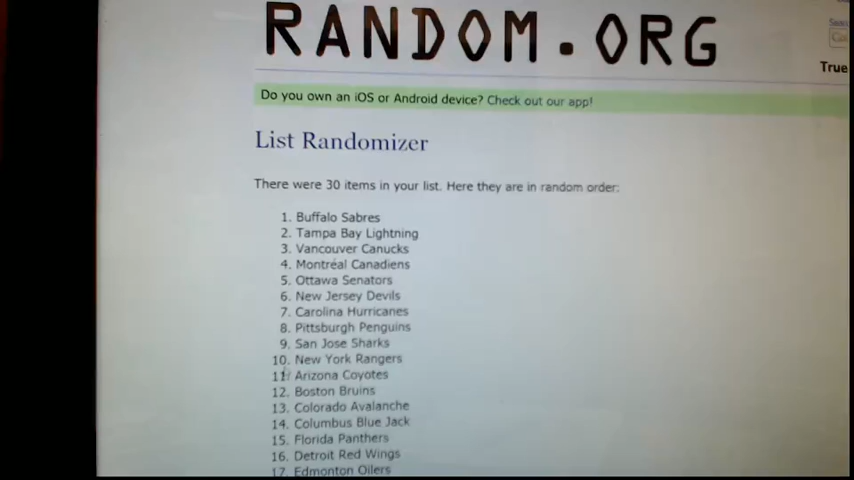 RANDOM.ORG
True
Do you own an iOS or Android device? Check out our app!
List Randomizer
There were 30 items in your list. Here they are in random order:
1. Buffalo Sabres
2. Tampa Bay Lightning
3. Vancouver Canucks
4. Montréal Canadiens
5. Ottawa Senators
6. New Jersey Devils
7. Carolina Hurricanes
8. Pittsburgh Penguins
9. San Jose Sharks
10. New York Rangers
11. Arizona Coyotes
12. Boston Bruins
13. Colorado Avalanche
14. Columbus Blue Jack
15. Florida Panthers
16. Detroit Red Wings
17. Edmonton Oilers